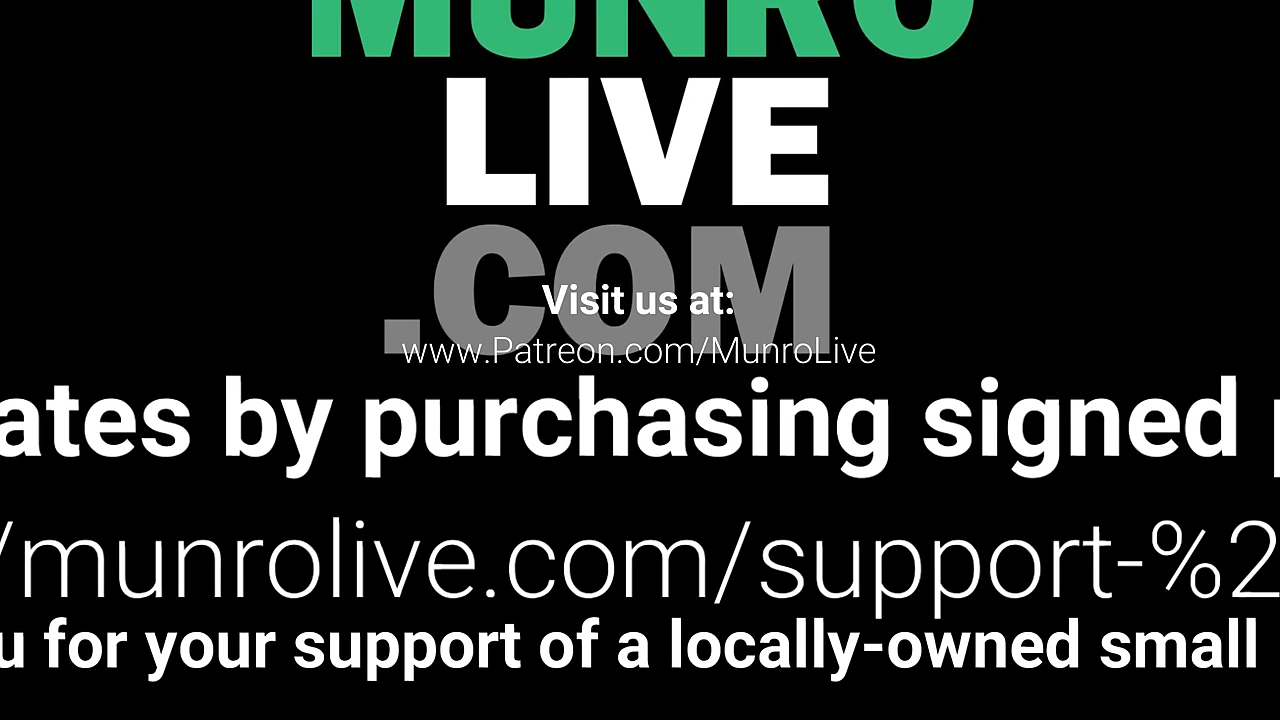 MUNRO
LIVE
.COM
Visit us at:
www.Patreon.com/MunroLive
ates by purchasing signed
/munrolive.com/support-%2
u for your support of a locally-owned small